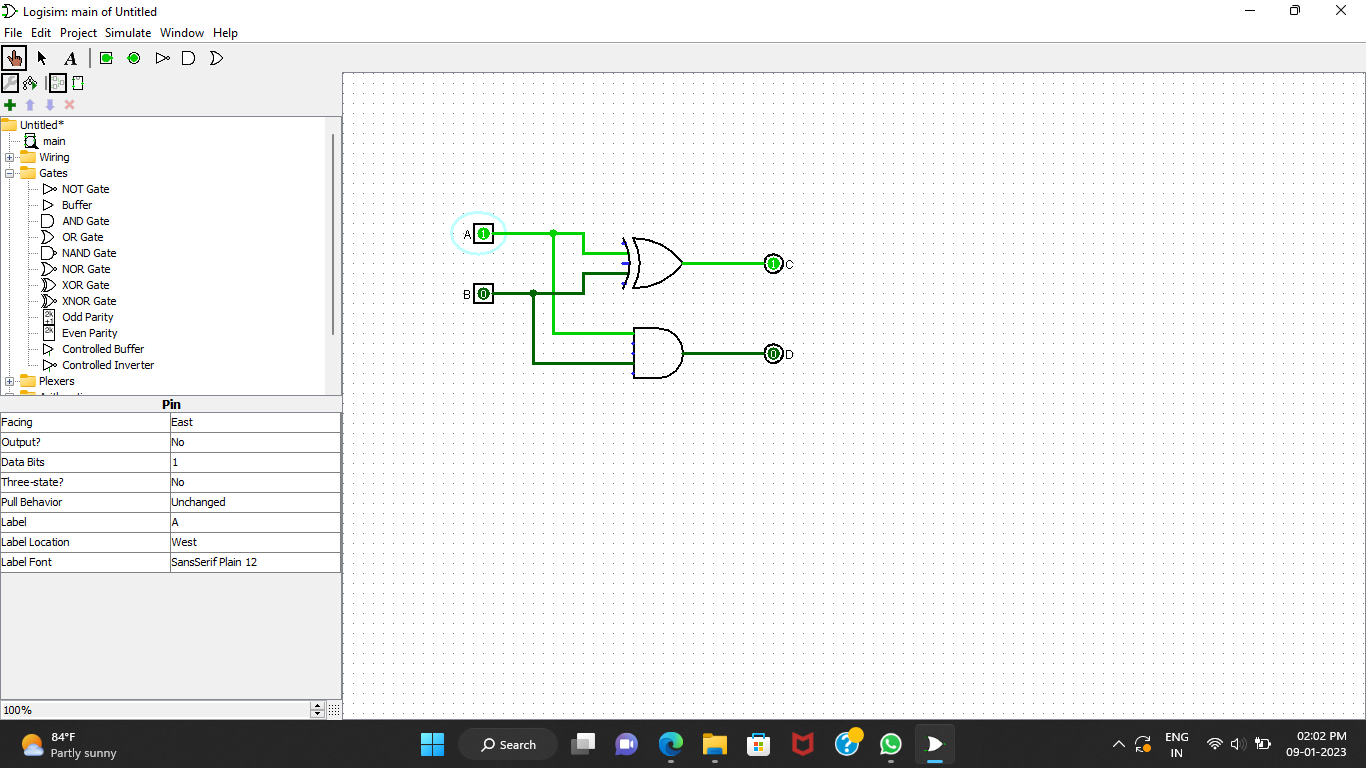 Logisim: main of Untitled
File Edit Project Simulate Window Help
A
Untitled*
main
Wiring
Gates
NOT Gate
Buffer
AND Gate
OR Gate
NAND Gate
NOR Gate
XOR Gate
XNOR Gate
Odd Parity
Even Parity
Controlled Buffer
Controlled Inverter
Plexers
Pin
Facing East
Output? No
Data Bits 1
Three-state? No
Pull Behavior Unchanged
Label A
Label Location West
Label Font SansSerif Plain 12
100%
A 1
B 0
1 C
0 D
84°F
Partly sunny
Search
ENG
IN
02:02 PM
09-01-2023